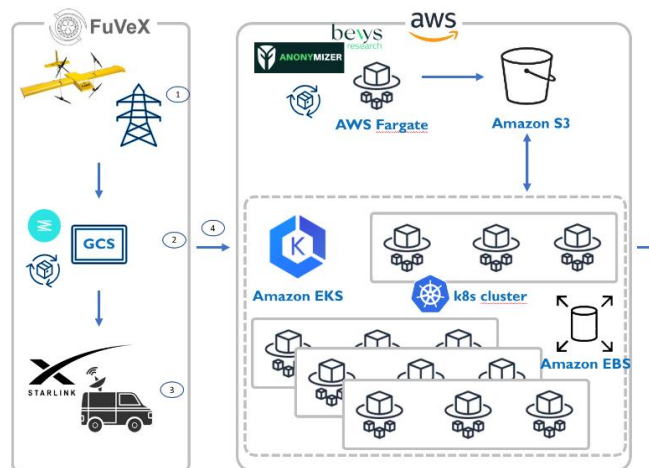 FuVeX
1
GCS
2
STARLINK
3
4
bewys
research
ANONYMIZER
aws
AWS Fargate
Amazon S3
K
Amazon EKS
k8s cluster
Amazon EBS